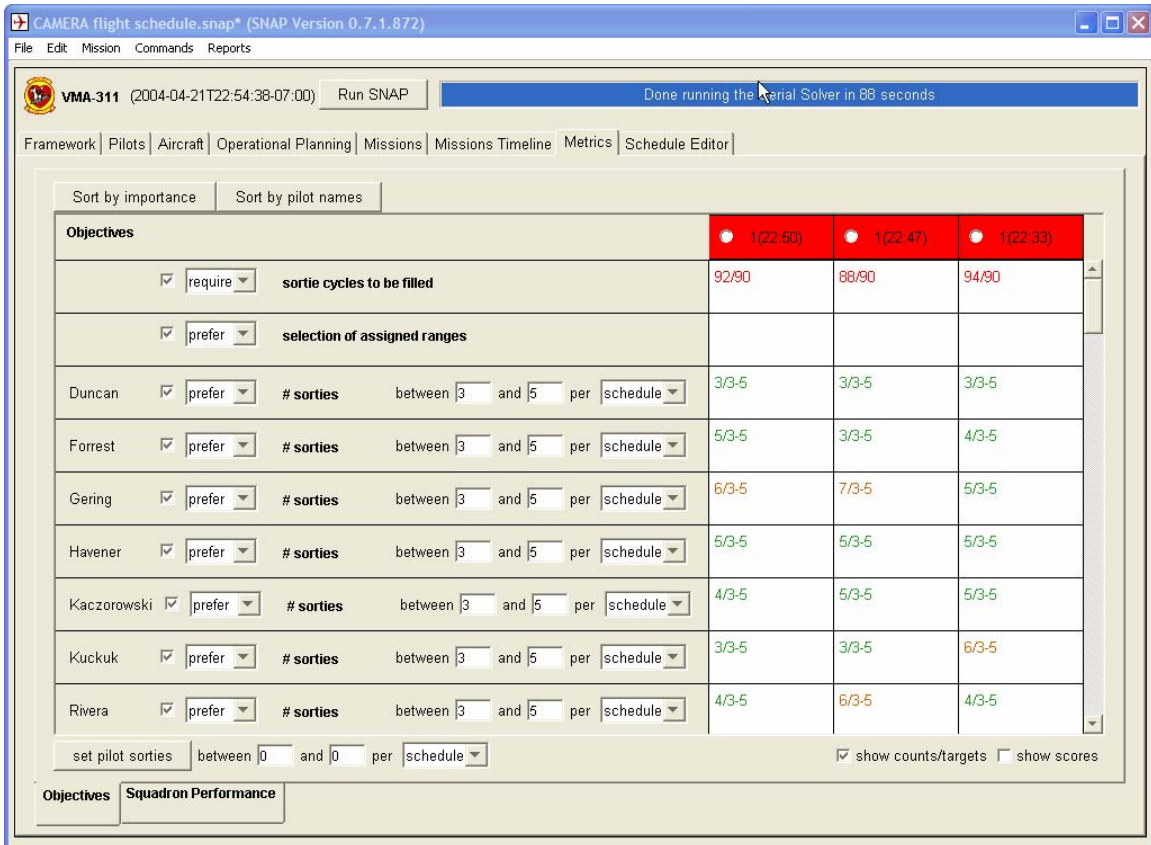 CAMERA flight schedule.snap* (SNAP Version 0.7.1.872)
File Edit Mission Commands Reports
VMA-311 (2004-04-21T22:54:38-07:00) Run SNAP Done running the Aerial Solver in 88 seconds
Framework Pilots Aircraft Operational Planning Missions Missions Timeline Metrics Schedule Editor
Sort by importance Sort by pilot names
Objectives 1(22:50) 1(22:47) 1(22:33)
require sortie cycles to be filled 92/90 88/90 94/90
prefer selection of assigned ranges
Duncan prefer # sorties between 3 and 5 per schedule 3/3-5 3/3-5 3/3-5
Forrest prefer # sorties between 3 and 5 per schedule 5/3-5 3/3-5 4/3-5
Gering prefer # sorties between 3 and 5 per schedule 6/3-5 7/3-5 5/3-5
Havener prefer # sorties between 3 and 5 per schedule 5/3-5 5/3-5 5/3-5
Kaczorowski prefer # sorties between 3 and 5 per schedule 4/3-5 5/3-5 5/3-5
Kuckuk prefer # sorties between 3 and 5 per schedule 3/3-5 3/3-5 6/3-5
Rivera prefer # sorties between 3 and 5 per schedule 4/3-5 6/3-5 4/3-5
set pilot sorties between 0 and 0 per schedule show counts/targets show scores
Objectives Squadron Performance